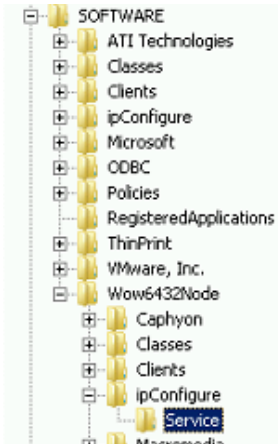 SOFTWARE
ATI Technologies
Classes
Clients
ipConfigure
Microsoft
ODBC
Policies
RegisteredApplications
ThinPrint
VMware, Inc.
Wow6432Node
Caphyon
Classes
Clients
ipConfigure
Service
Macromedia